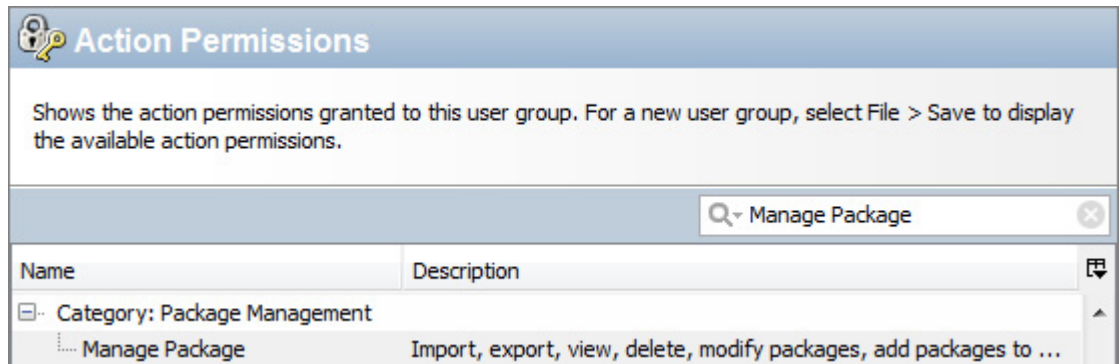 Action Permissions
Shows the action permissions granted to this user group. For a new user group, select File > Save to display
the available action permissions.
Manage Package
Name Description
Category: Package Management
Manage Package Import, export, view, delete, modify packages, add packages to ...